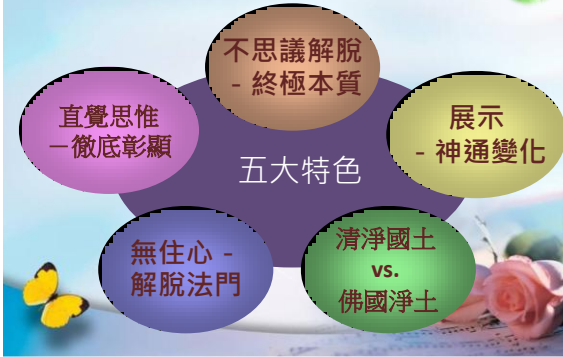 不思議解脫
- 終極本質
直覺思惟
－徹底彰顯
展示
- 神通變化
五大特色
無住心 -
解脫法門
清淨國土
vs.
佛國淨土